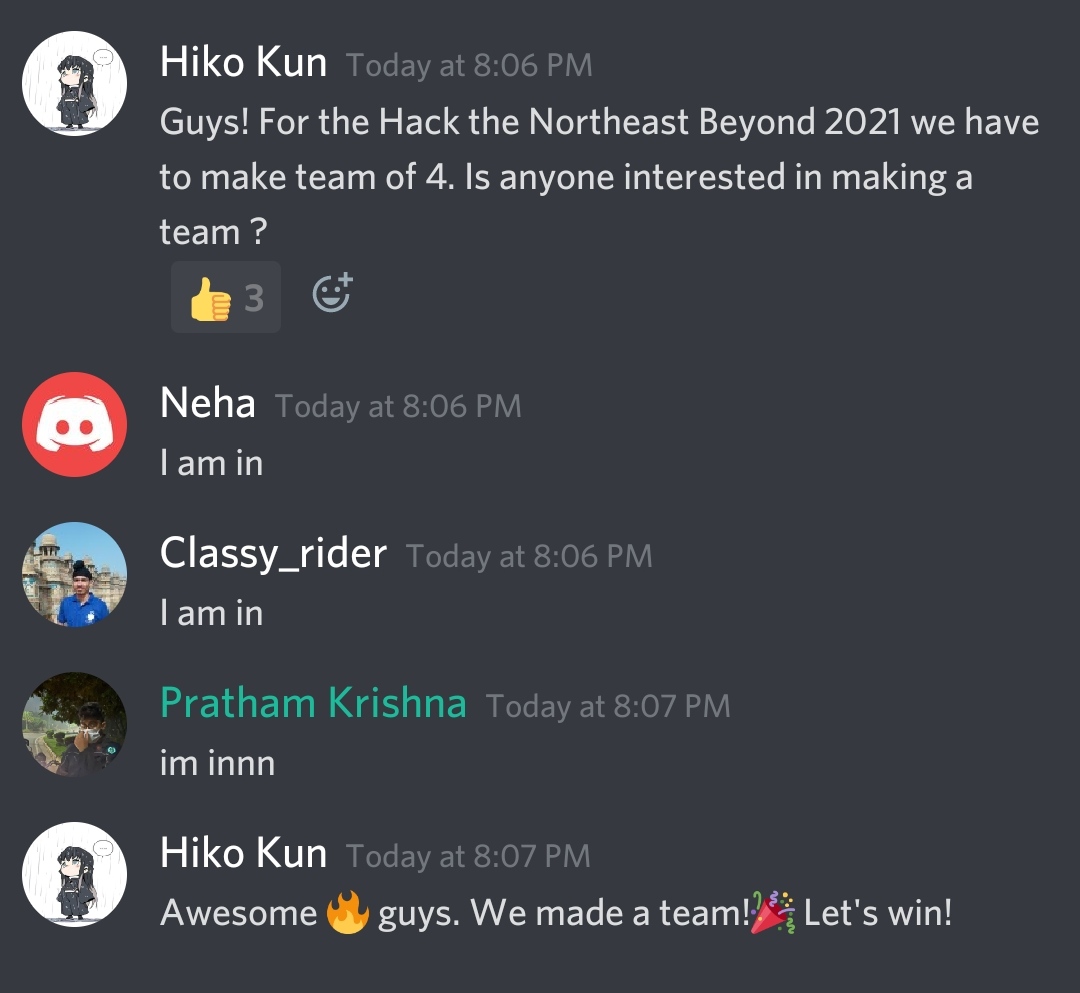 Hiko Kun Today at 8:06 PM
Guys! For the Hack the Northeast Beyond 2021 we have
to make team of 4. Is anyone interested in making a
team ?
👍 3
Neha Today at 8:06 PM
I am in
Classy_rider Today at 8:06 PM
I am in
Pratham Krishna Today at 8:07 PM
im innn
Hiko Kun Today at 8:07 PM
Awesome 🔥 guys. We made a team!🎉 Let's win!